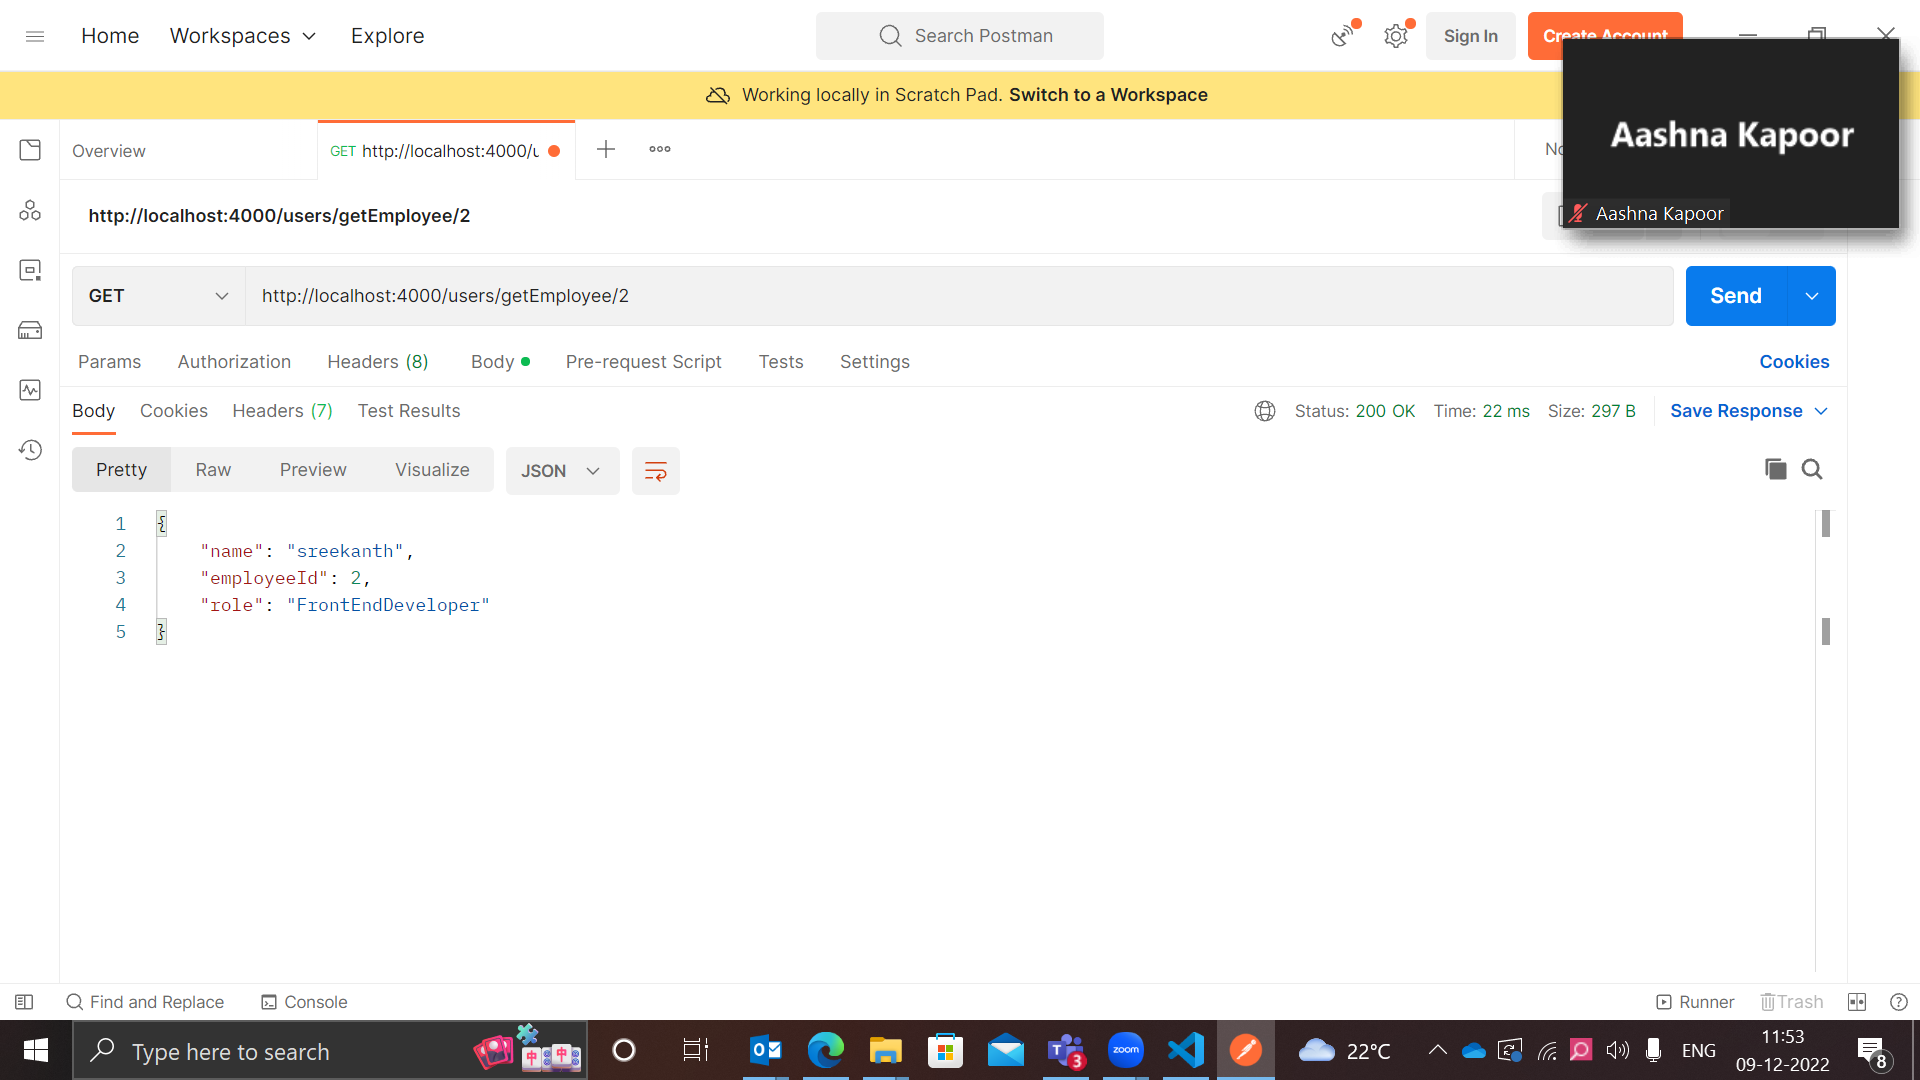 Home Workspaces Explore Search Postman Sign In Create Account
Working locally in Scratch Pad. Switch to a Workspace
Aashna Kapoor
Aashna Kapoor
Overview GET http://localhost:4000/u
http://localhost:4000/users/getEmployee/2
GET http://localhost:4000/users/getEmployee/2 Send
Params Authorization Headers (8) Body Pre-request Script Tests Settings Cookies
Body Cookies Headers (7) Test Results Status: 200 OK Time: 22 ms Size: 297 B Save Response
Pretty Raw Preview Visualize JSON
1 {
2 "name": "sreekanth",
3 "employeeId": 2,
4 "role": "FrontEndDeveloper"
5 }
Find and Replace Console Runner Trash
Type here to search 3 zoom 22°C ENG 11:53
09-12-2022 8